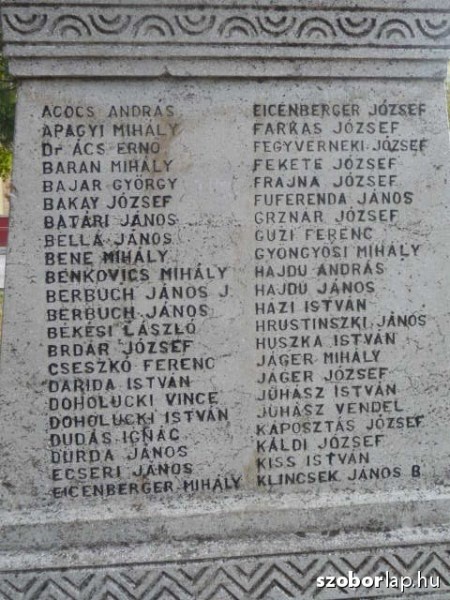 AGÓCS ANDRÁS
APAGYI MIHÁLY
Dr ÁCS ERNŐ
BARAN MIHÁLY
BAJAR GYÖRGY
BAKAY JÓZSEF
BATÁRI JÁNOS
BELLA JÁNOS
BENE MIHÁLY
BENKOVICS MIHÁLY
BERBUCH JÁNOS J
BERBUCH JÁNOS
BÉKÉSI LÁSZLÓ
BRDÁR JÓZSEF
CSESZKÓ FERENC
DARIDA ISTVÁN
DOHOLUCKI VINCE
DOHOLUCKI ISTVÁN
DUDÁS IGNÁC
DURDA JÁNOS
ECSERI JÁNOS
EICENBERGER MIHÁLY
EICENBERGER JÓZSEF
FARKAS JÓZSEF
FEGYVERNEKI JÓZSEF
FEKETE JÓZSEF
FRAJNA JÓZSEF
FUFERENDA JÁNOS
GRZNÁR JÓZSEF
GUZI FERENC
GYÖNGYÖSI MIHÁLY
HAJDU ANDRÁS
HAJDU JÁNOS
HÁZI ISTVÁN
HRUSTINSZKI JÁNOS
HUSZKA ISTVÁN
JÁGER MIHÁLY
JÁGER JÓZSEF
JUHÁSZ ISTVÁN
JUHÁSZ VENDEL
KÁPOSZTÁS JÓZSEF
KÁLDI JÓZSEF
KISS ISTVÁN
KLINCSEK JÁNOS B
szoborlap.hu